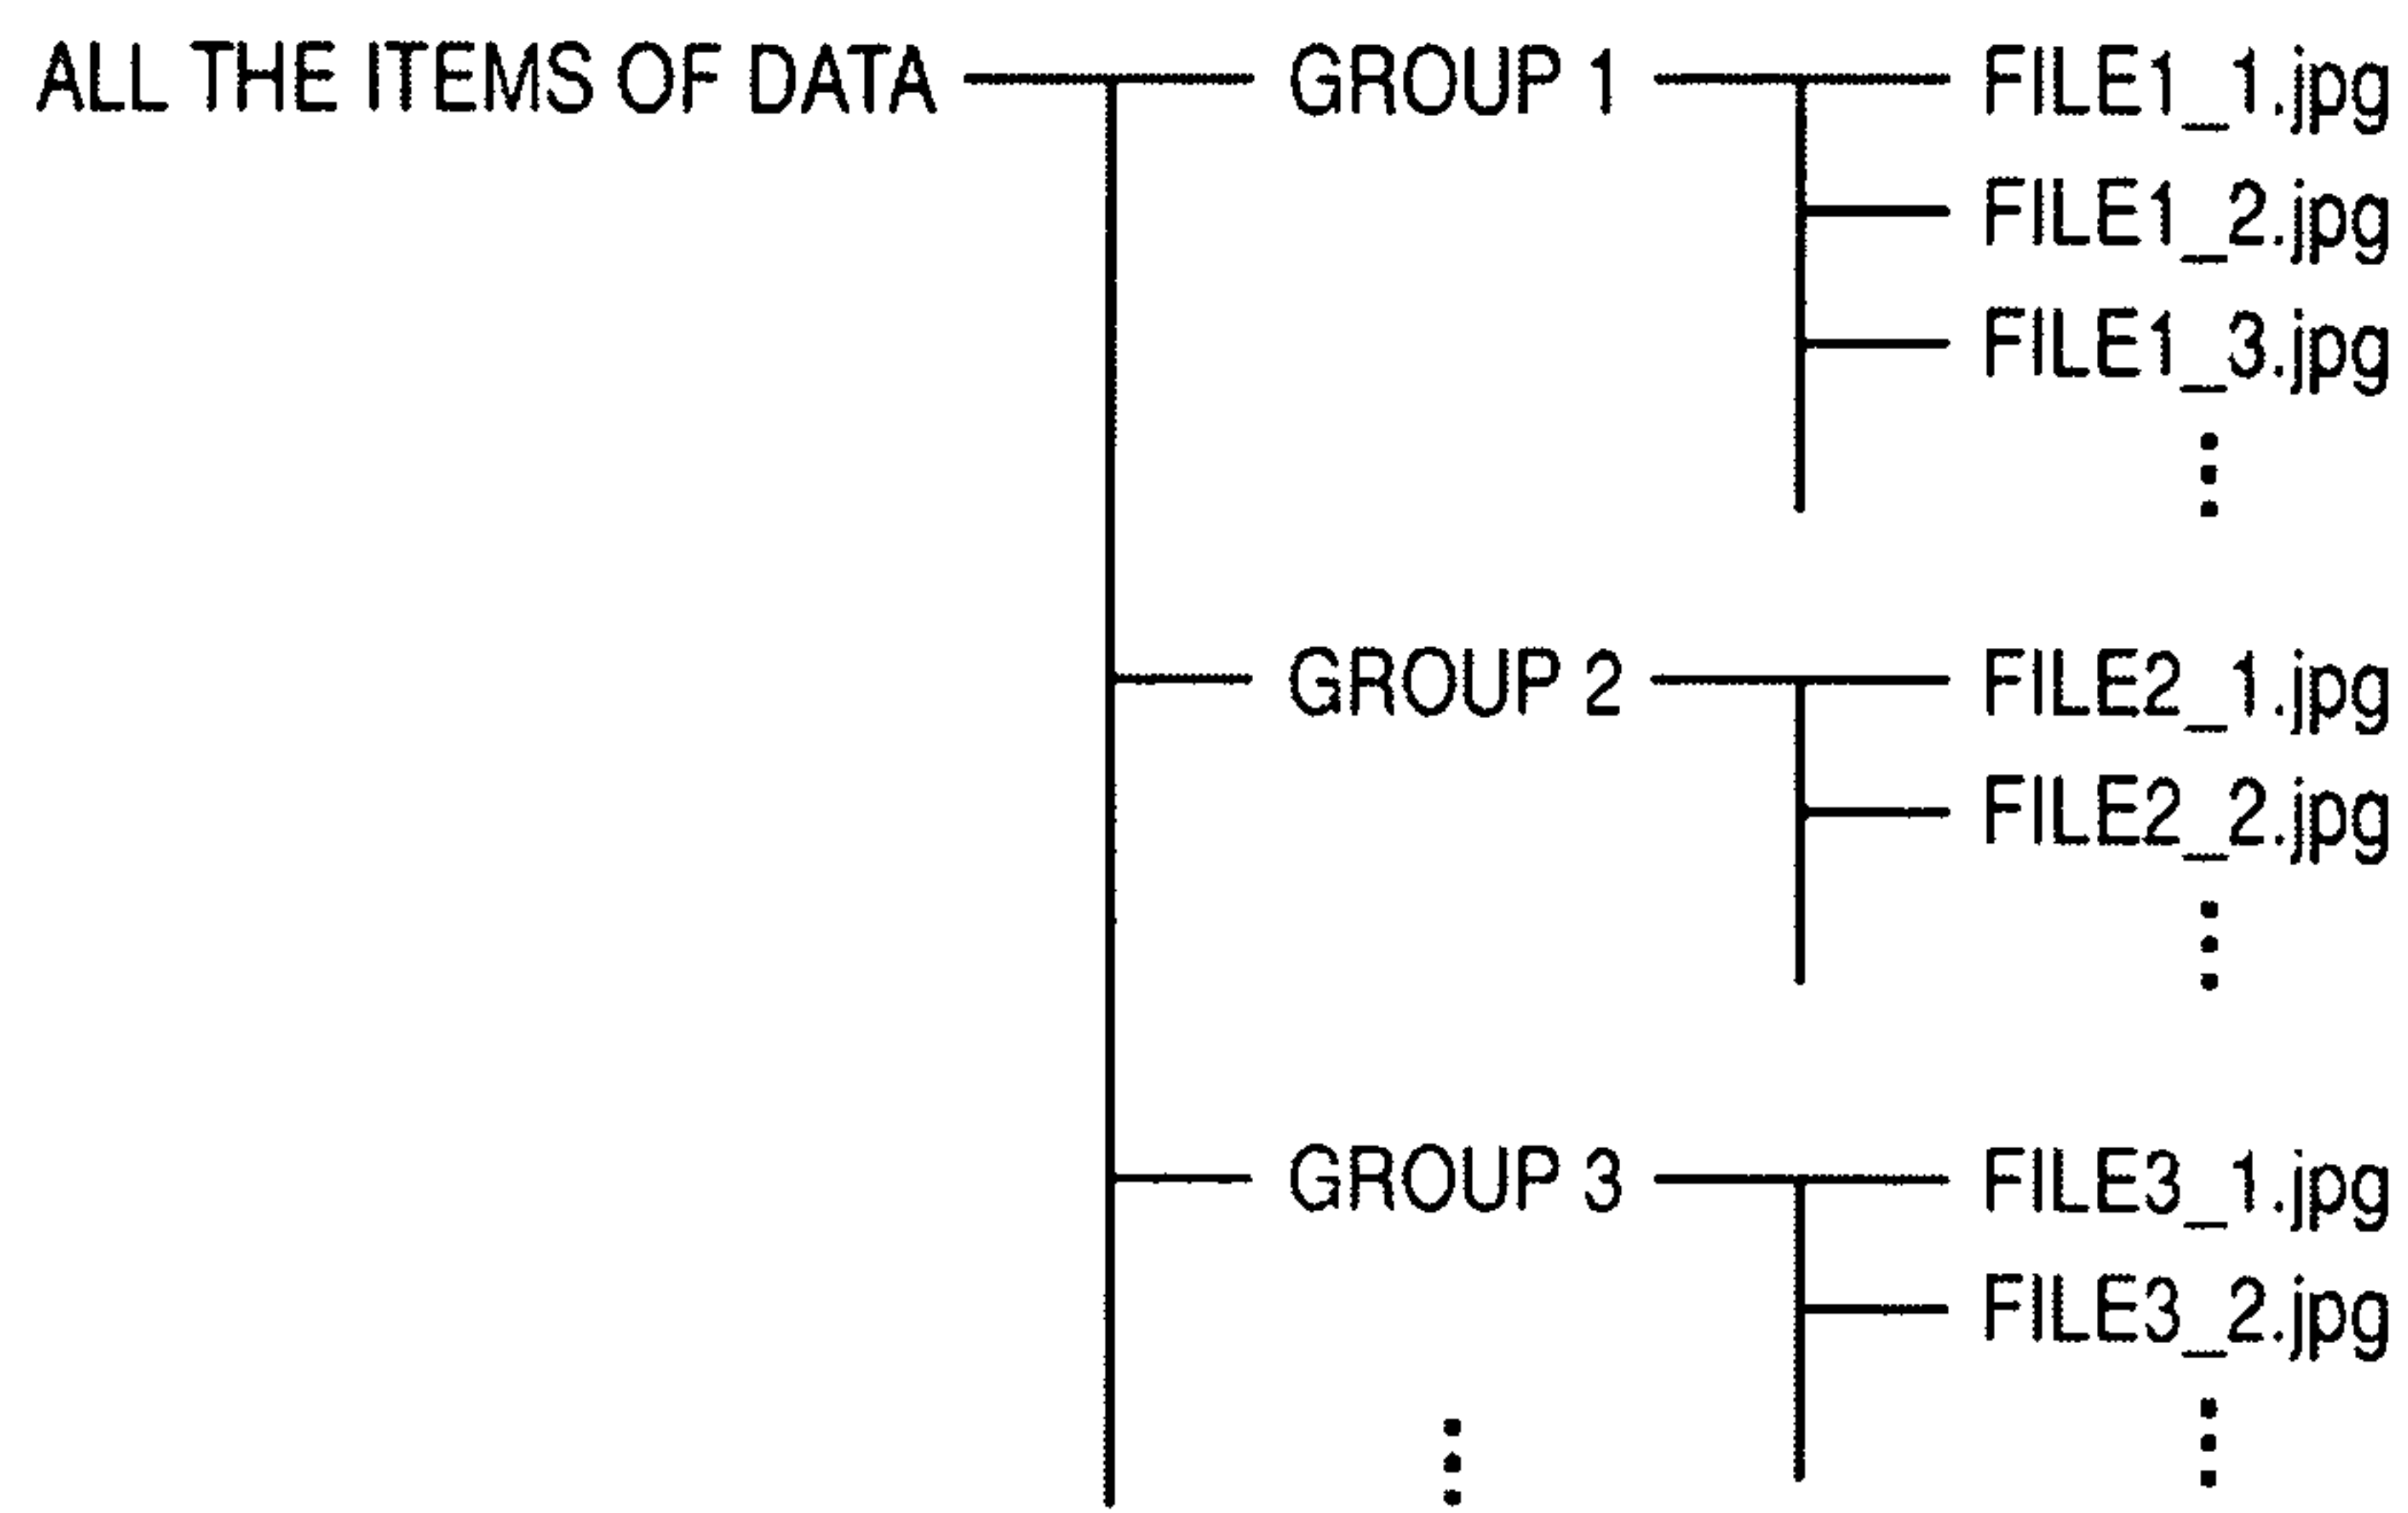 ALL THE ITEMS OF DATA GROUP 1 FILE1_1.jpg
FILE1_2.jpg
FILE1_3.jpg
GROUP 2 FILE2_1.jpg
FILE2_2.jpg
GROUP 3 FILE3_1.jpg
FILE3_2.jpg